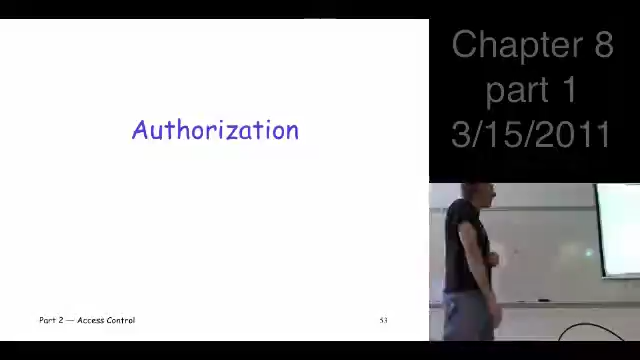 Authorization
Part 2 — Access Control
53
Chapter 8
part 1
3/15/2011